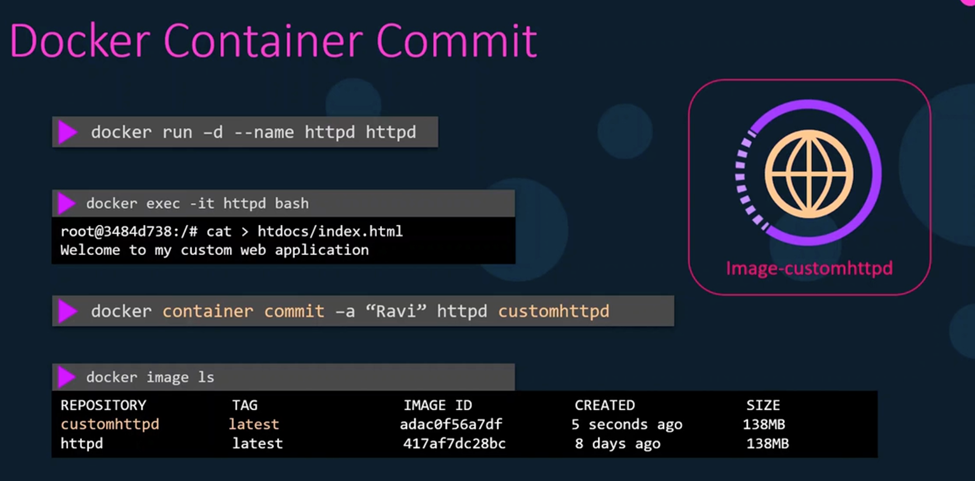 Docker Container Commit
docker run –d --name httpd httpd
docker exec -it httpd bash
root@3484d738:/# cat > htdocs/index.html
Welcome to my custom web application
Image-customhttpd
docker container commit –a “Ravi” httpd customhttpd
docker image ls
REPOSITORY TAG IMAGE ID CREATED SIZE
customhttpd latest adac0f56a7df 5 seconds ago 138MB
httpd latest 417af7dc28bc 8 days ago 138MB